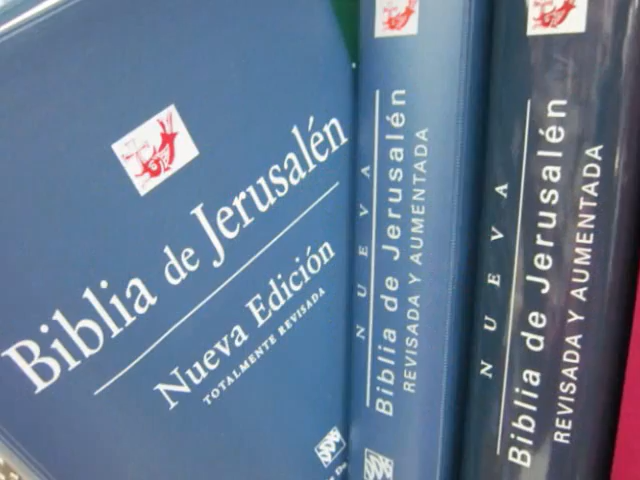 Biblia de Jerusalén
Nueva Edición
TOTALMENTE REVISADA
NUEVA
Biblia de Jerusalén
REVISADA Y AUMENTADA
NUEVA
Biblia de Jerusalén
REVISADA Y AUMENTADA